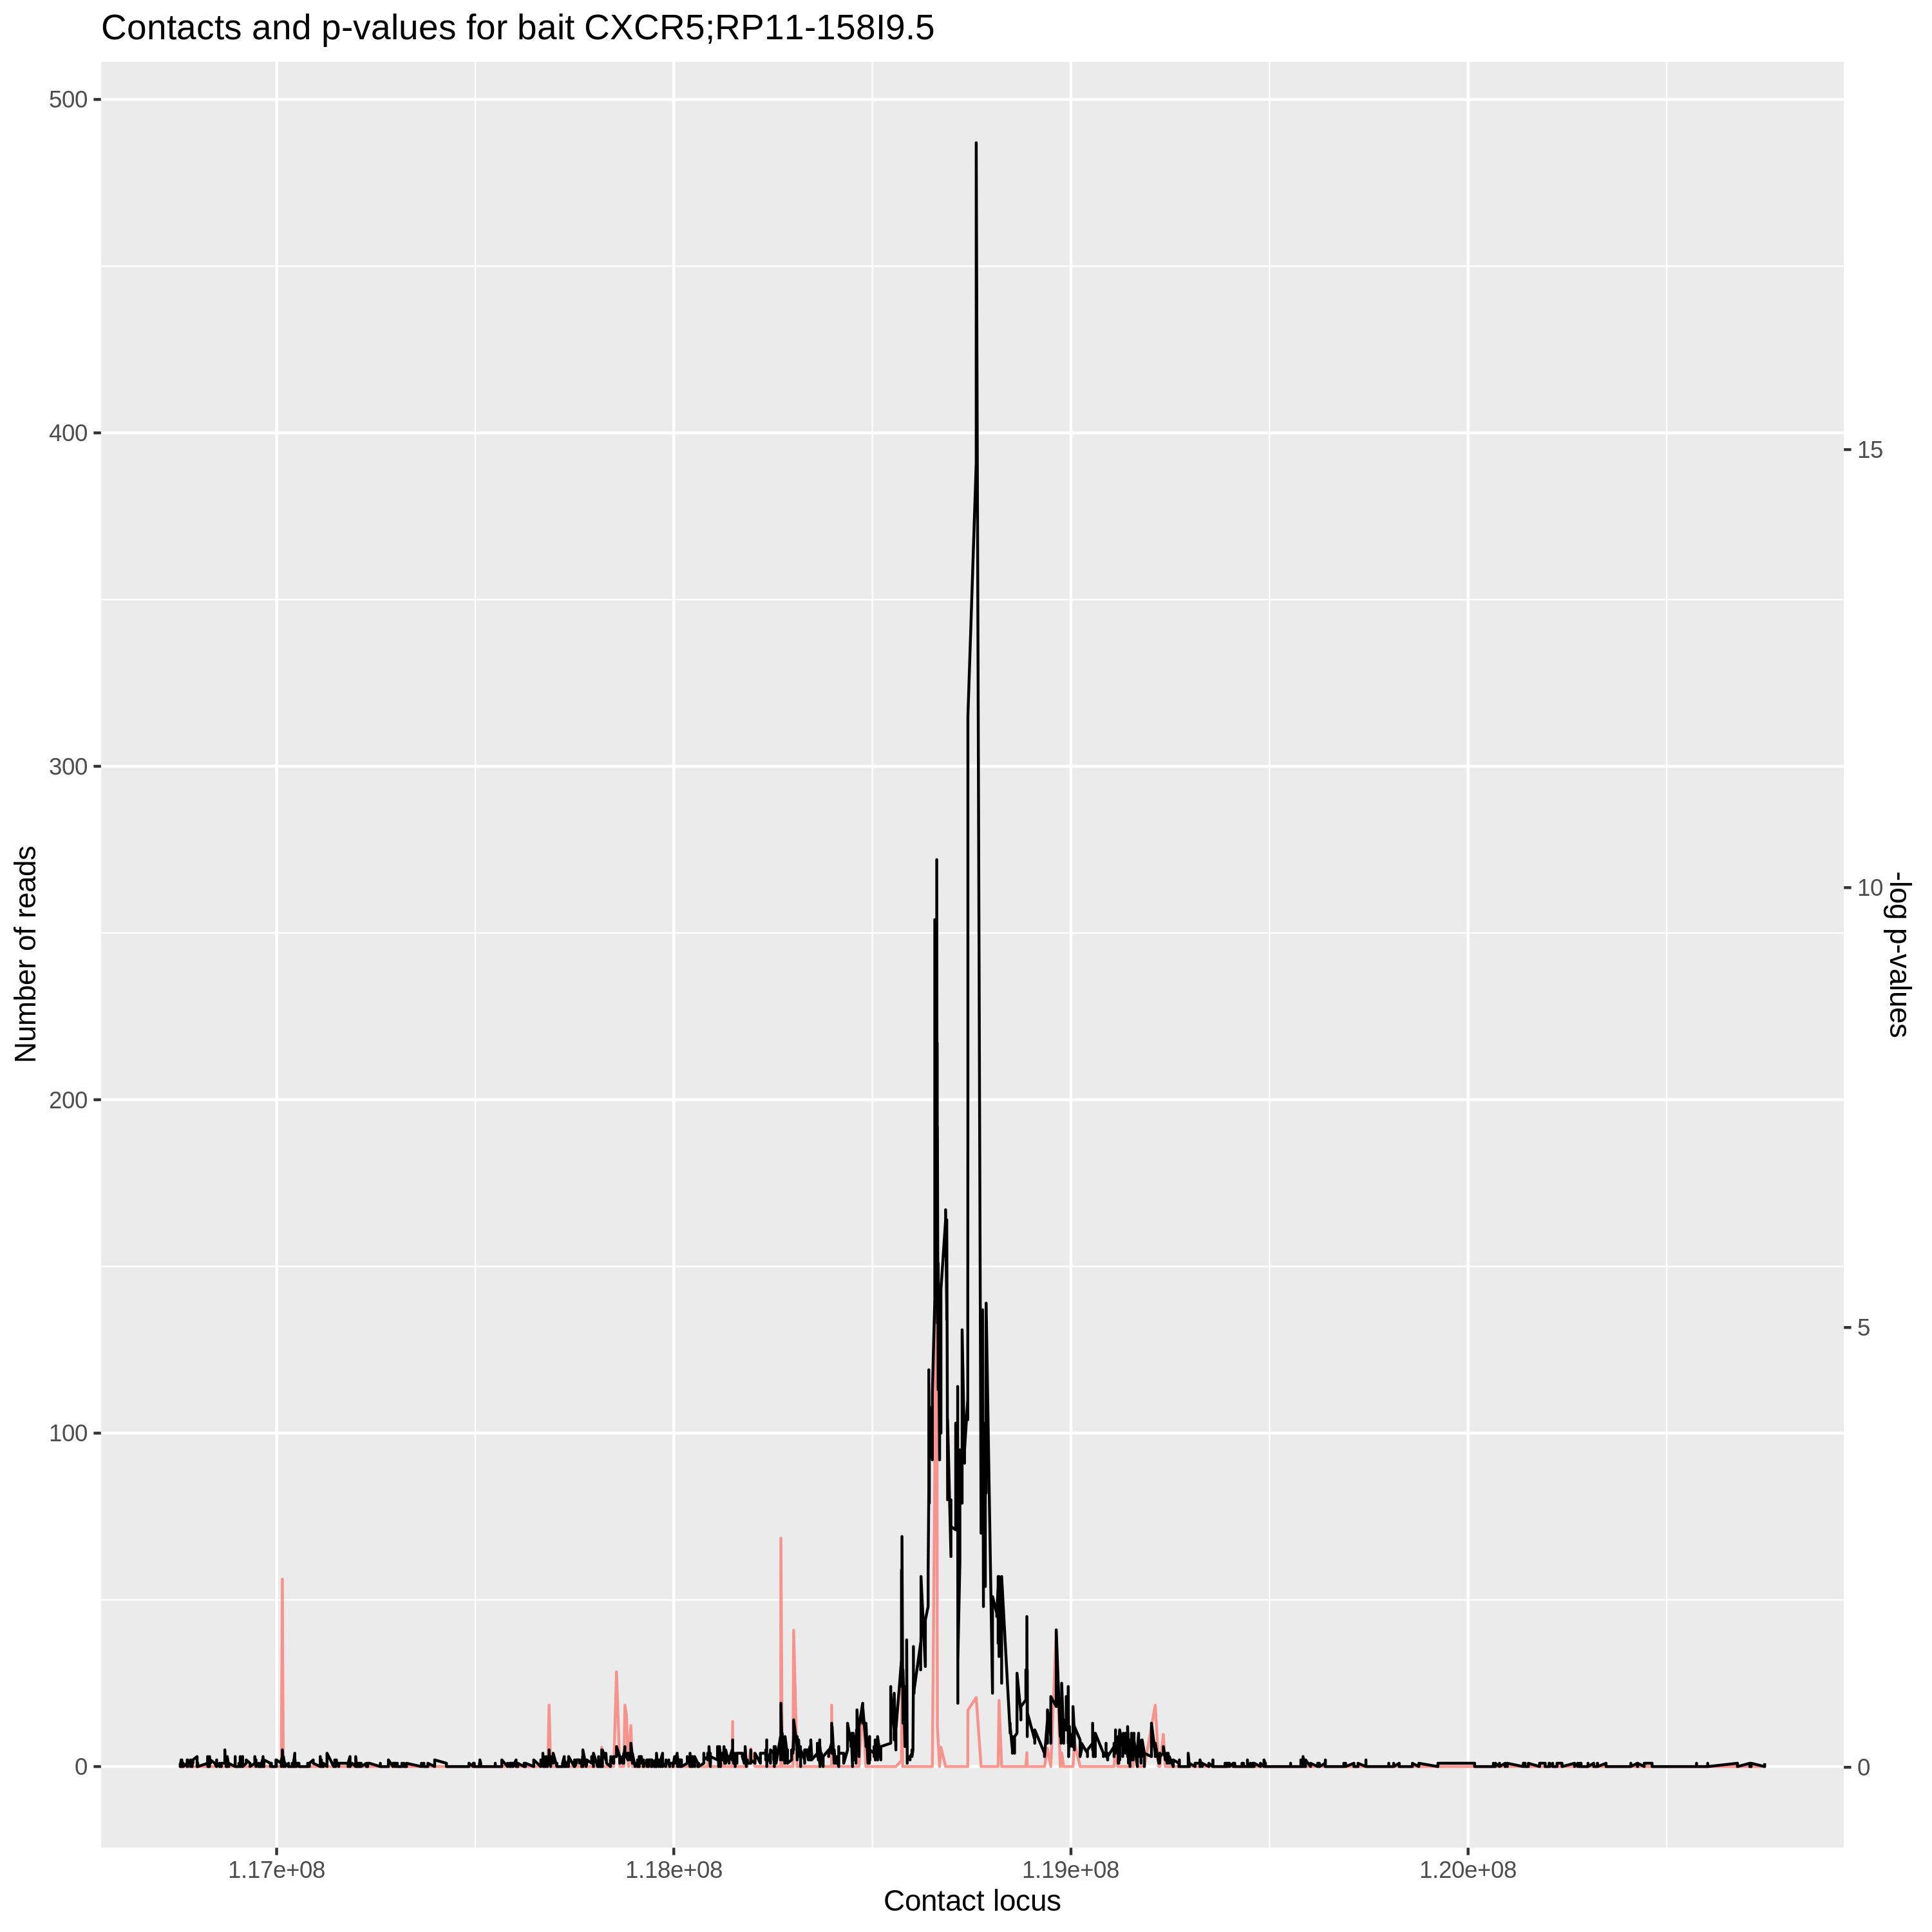 Contacts and p-values for bait CXCR5;RP11-158I9.5
500
400
300
200
100
0
Number of reads
15
10
5
0
-log p-values
1.17e+08
1.18e+08
1.19e+08
1.20e+08
Contact locus